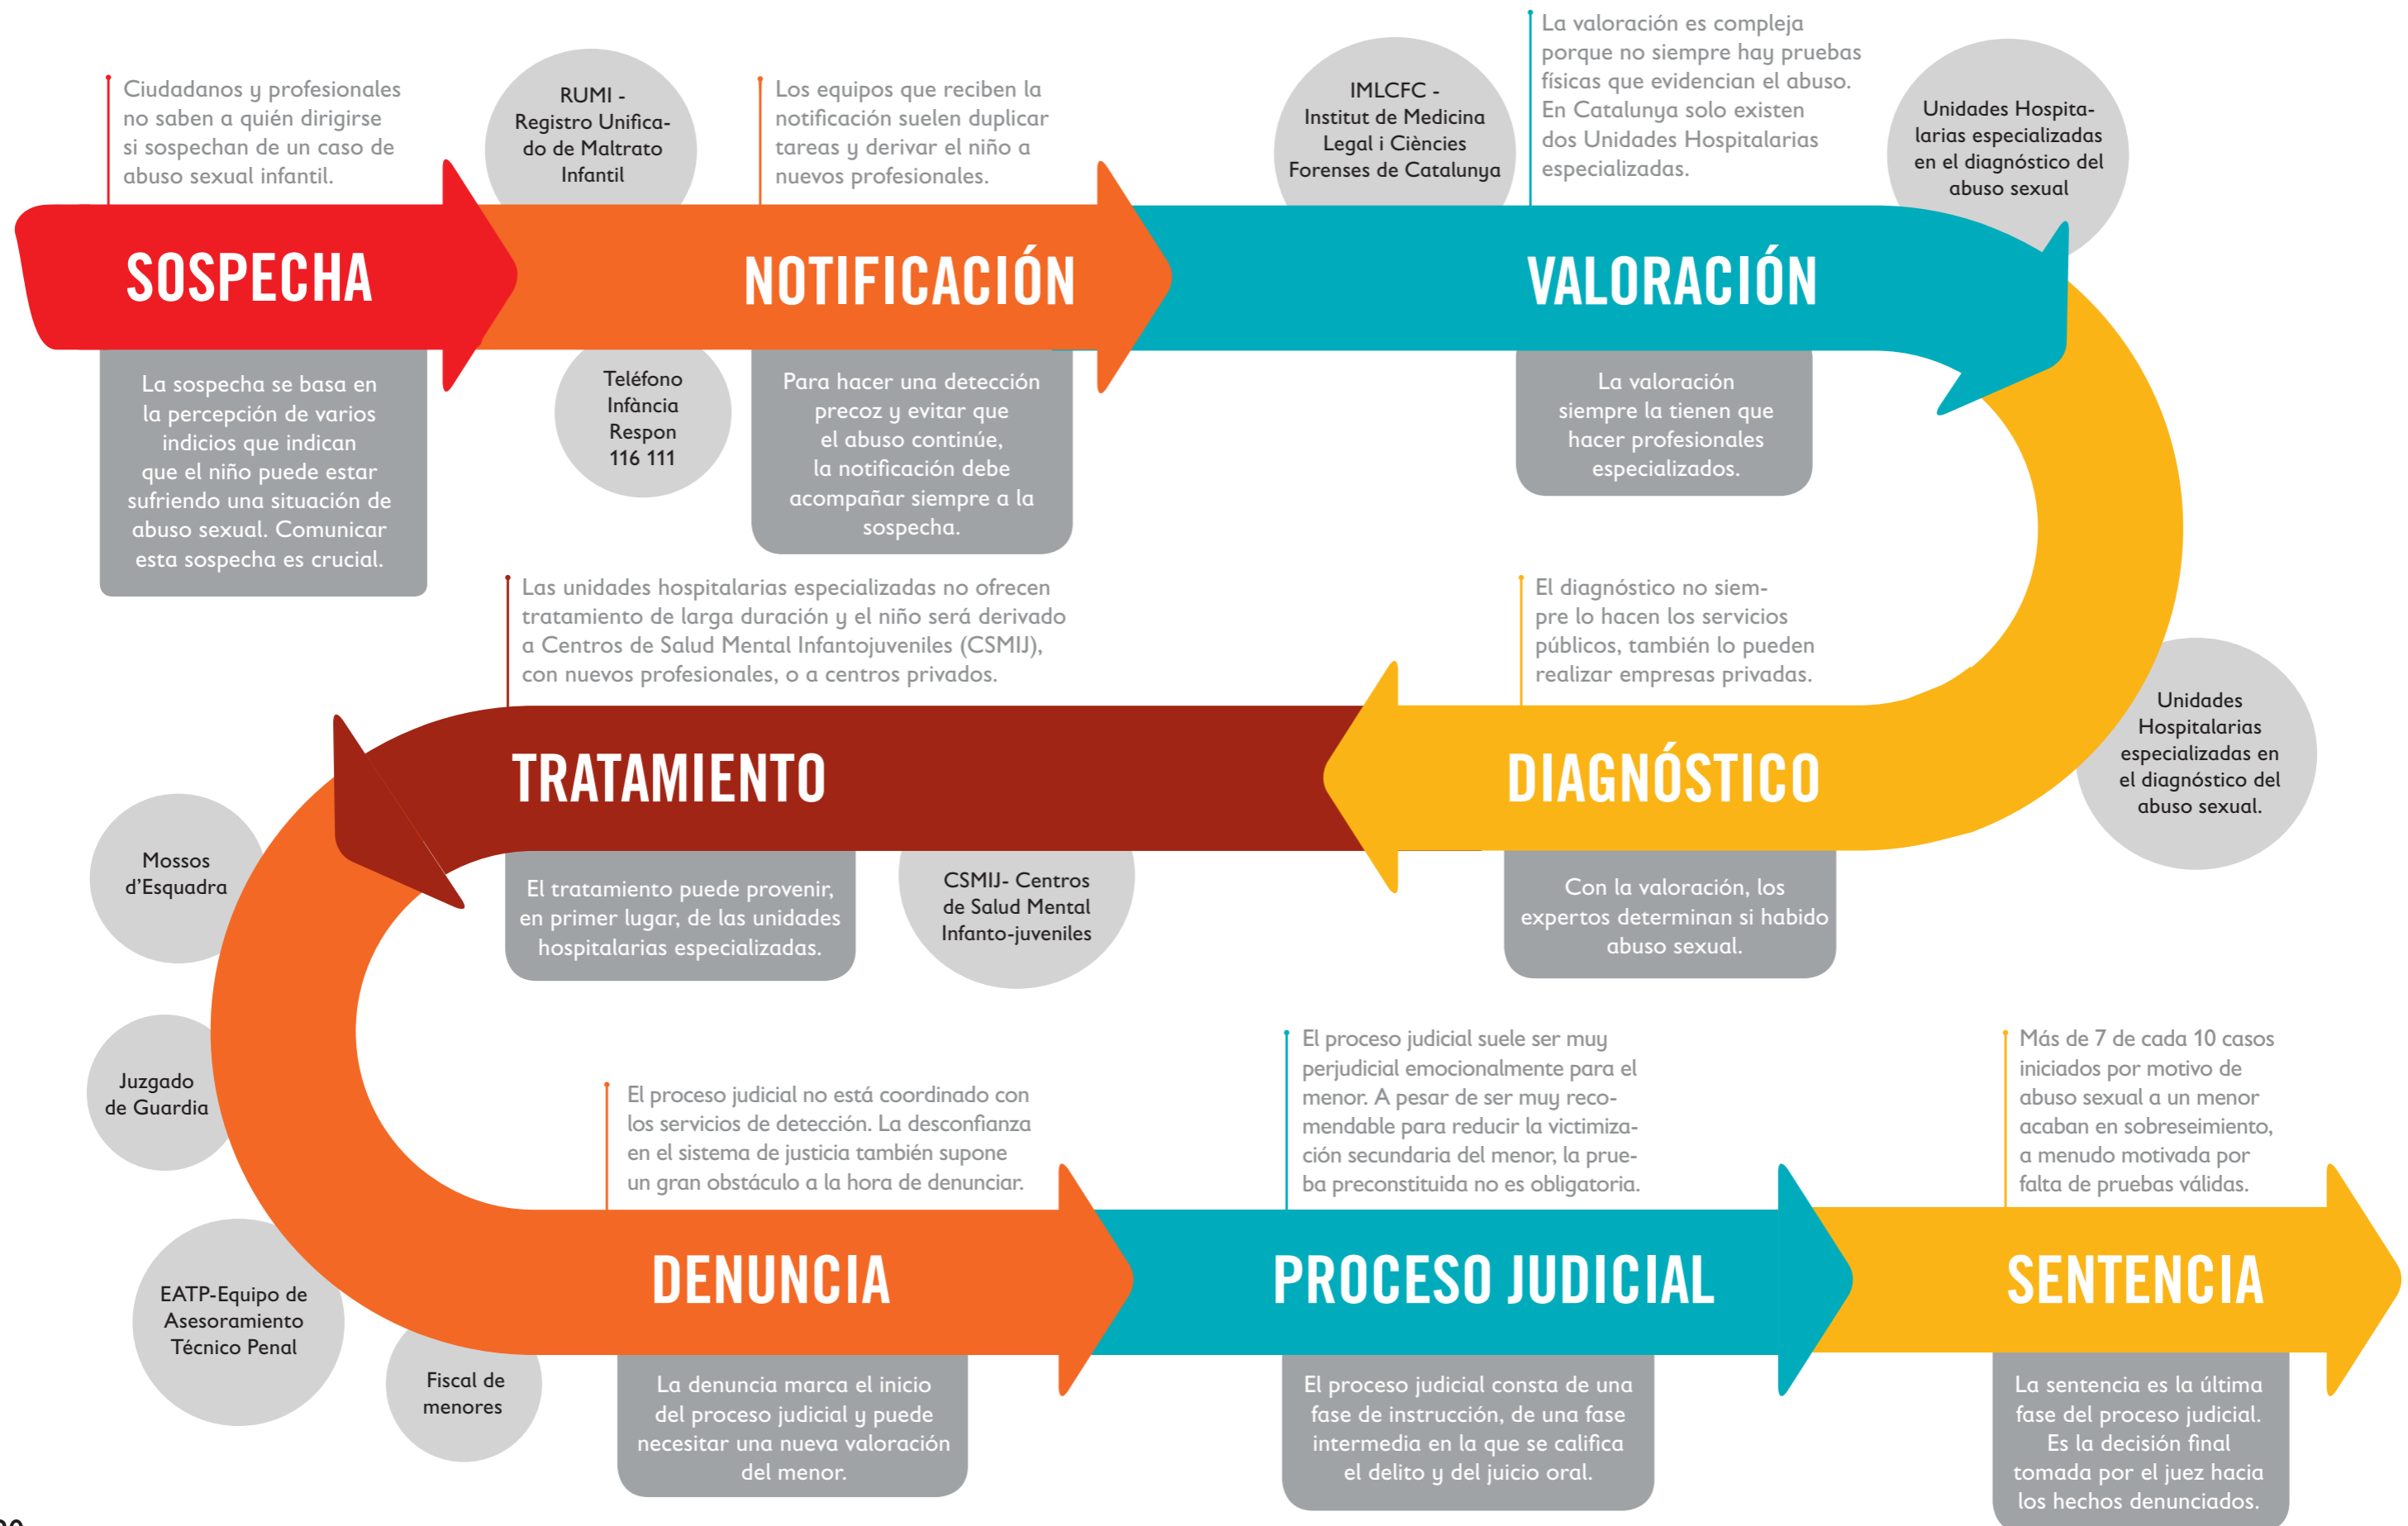 Ciudadanos y profesionales
no saben a quién dirigirse
si sospechan de un caso de
abuso sexual infantil.
SOSPECHA
La sospecha se basa en
la percepción de varios
indicios que indican
que el niño puede estar
sufriendo una situación de
abuso sexual. Comunicar
esta sospecha es crucial.
RUMI -
Registro Unifica-
do de Maltrato
Infantil
Los equipos que reciben la
notificación suelen duplicar
tareas y derivar el niño a
nuevos profesionales.
NOTIFICACIÓN
Teléfono
Infància
Respon
116 111
Para hacer una detección
precoz y evitar que
el abuso continúe,
la notificación debe
acompañar siempre a la
sospecha.
IMLCFC -
Institut de Medicina
Legal i Ciències
Forenses de Catalunya
La valoración es compleja
porque no siempre hay pruebas
físicas que evidencian el abuso.
En Catalunya solo existen
dos Unidades Hospitalarias
especializadas.
Unidades Hospita-
larias especializadas
en el diagnóstico del
abuso sexual
VALORACIÓN
La valoración
siempre la tienen que
hacer profesionales
especializados.
El diagnóstico no siem-
pre lo hacen los servicios
públicos, también lo pueden
realizar empresas privadas.
Unidades
Hospitalarias
especializadas en
el diagnóstico del
abuso sexual.
DIAGNÓSTICO
Con la valoración, los
expertos determinan si habido
abuso sexual.
Las unidades hospitalarias especializadas no ofrecen
tratamiento de larga duración y el niño será derivado
a Centros de Salud Mental Infantojuveniles (CSMIJ),
con nuevos profesionales, o a centros privados.
TRATAMIENTO
El tratamiento puede provenir,
en primer lugar, de las unidades
hospitalarias especializadas.
CSMIJ- Centros
de Salud Mental
Infanto-juveniles
Mossos
d'Esquadra
Juzgado
de Guardia
EATP-Equipo de
Asesoramiento
Técnico Penal
Fiscal de
menores
El proceso judicial no está coordinado con
los servicios de detección. La desconfianza
en el sistema de justicia también supone
un gran obstáculo a la hora de denunciar.
DENUNCIA
La denuncia marca el inicio
del proceso judicial y puede
necesitar una nueva valoración
del menor.
El proceso judicial suele ser muy
perjudicial emocionalmente para el
menor. A pesar de ser muy reco-
mendable para reducir la victimiza-
ción secundaria del menor, la prue-
ba preconstituida no es obligatoria.
PROCESO JUDICIAL
El proceso judicial consta de una
fase de instrucción, de una fase
intermedia en la que se califica
el delito y del juicio oral.
Más de 7 de cada 10 casos
iniciados por motivo de
abuso sexual a un menor
acaban en sobreseimiento,
a menudo motivada por
falta de pruebas válidas.
SENTENCIA
La sentencia es la última
fase del proceso judicial.
Es la decisión final
tomada por el juez hacia
los hechos denunciados.